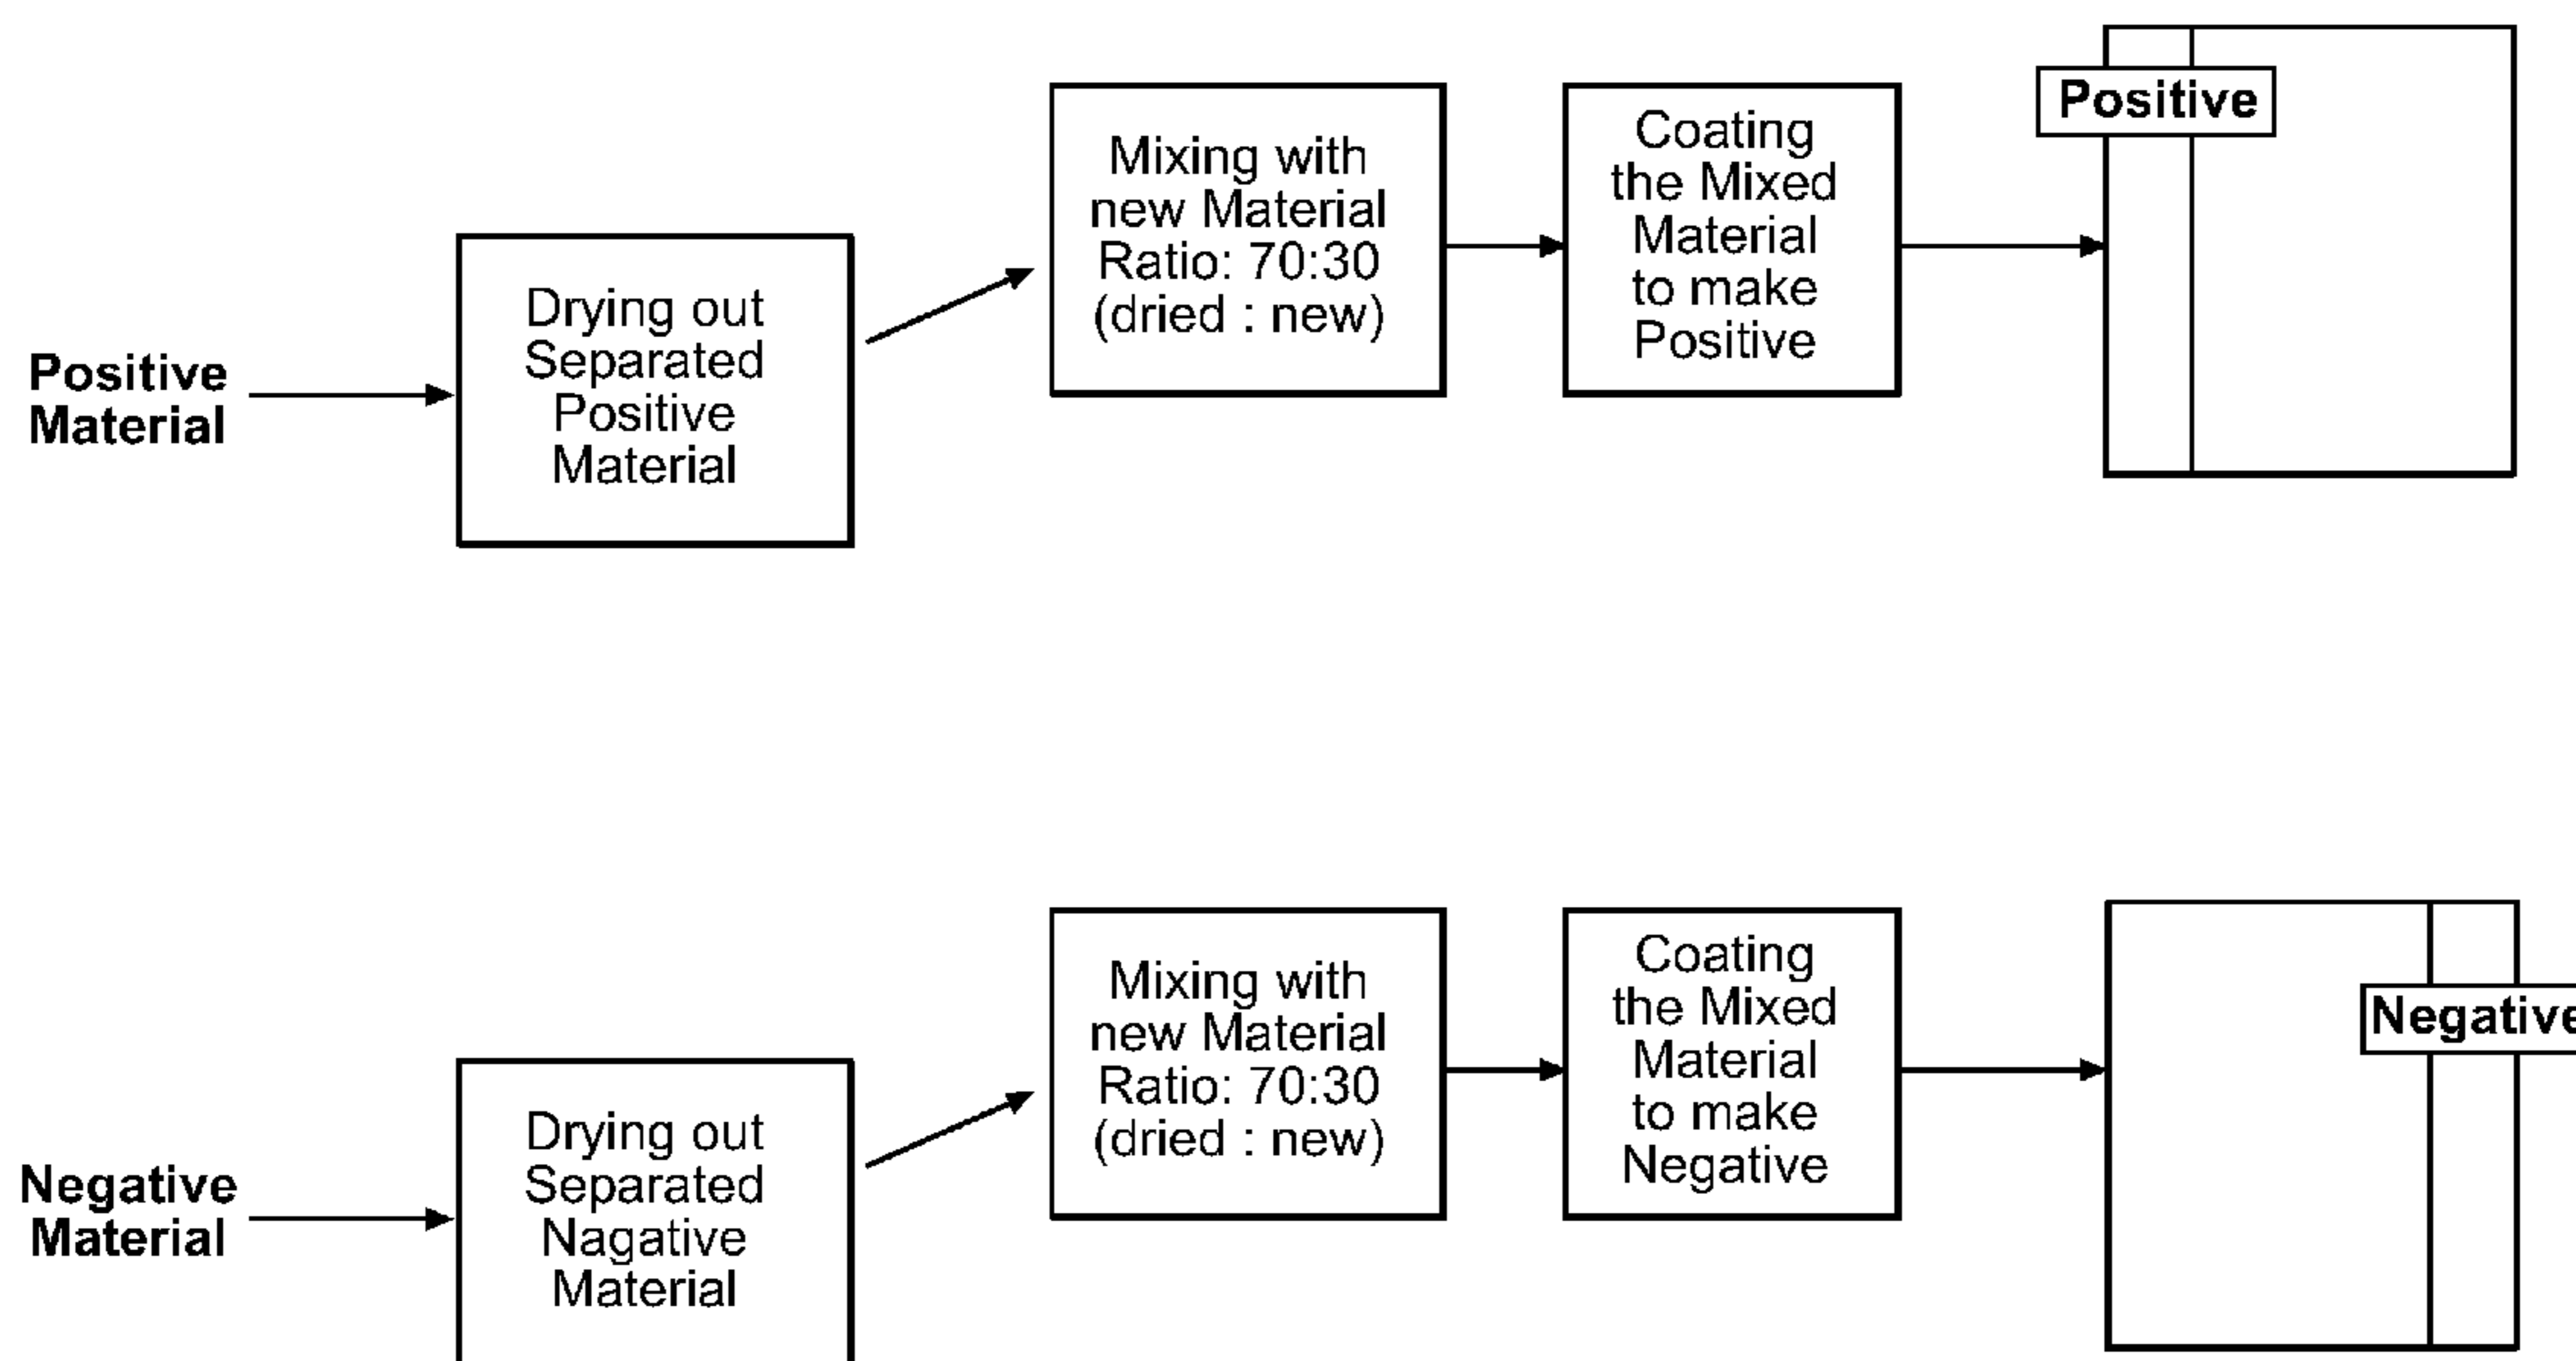 Positive
Material
Drying out
Separated
Positive
Material
Mixing with
new Material
Ratio: 70:30
(dried : new)
Coating
the Mixed
Material
to make
Positive
Positive
Negative
Material
Drying out
Separated
Nagative
Material
Mixing with
new Material
Ratio: 70:30
(dried : new)
Coating
the Mixed
Material
to make
Negative
Negative